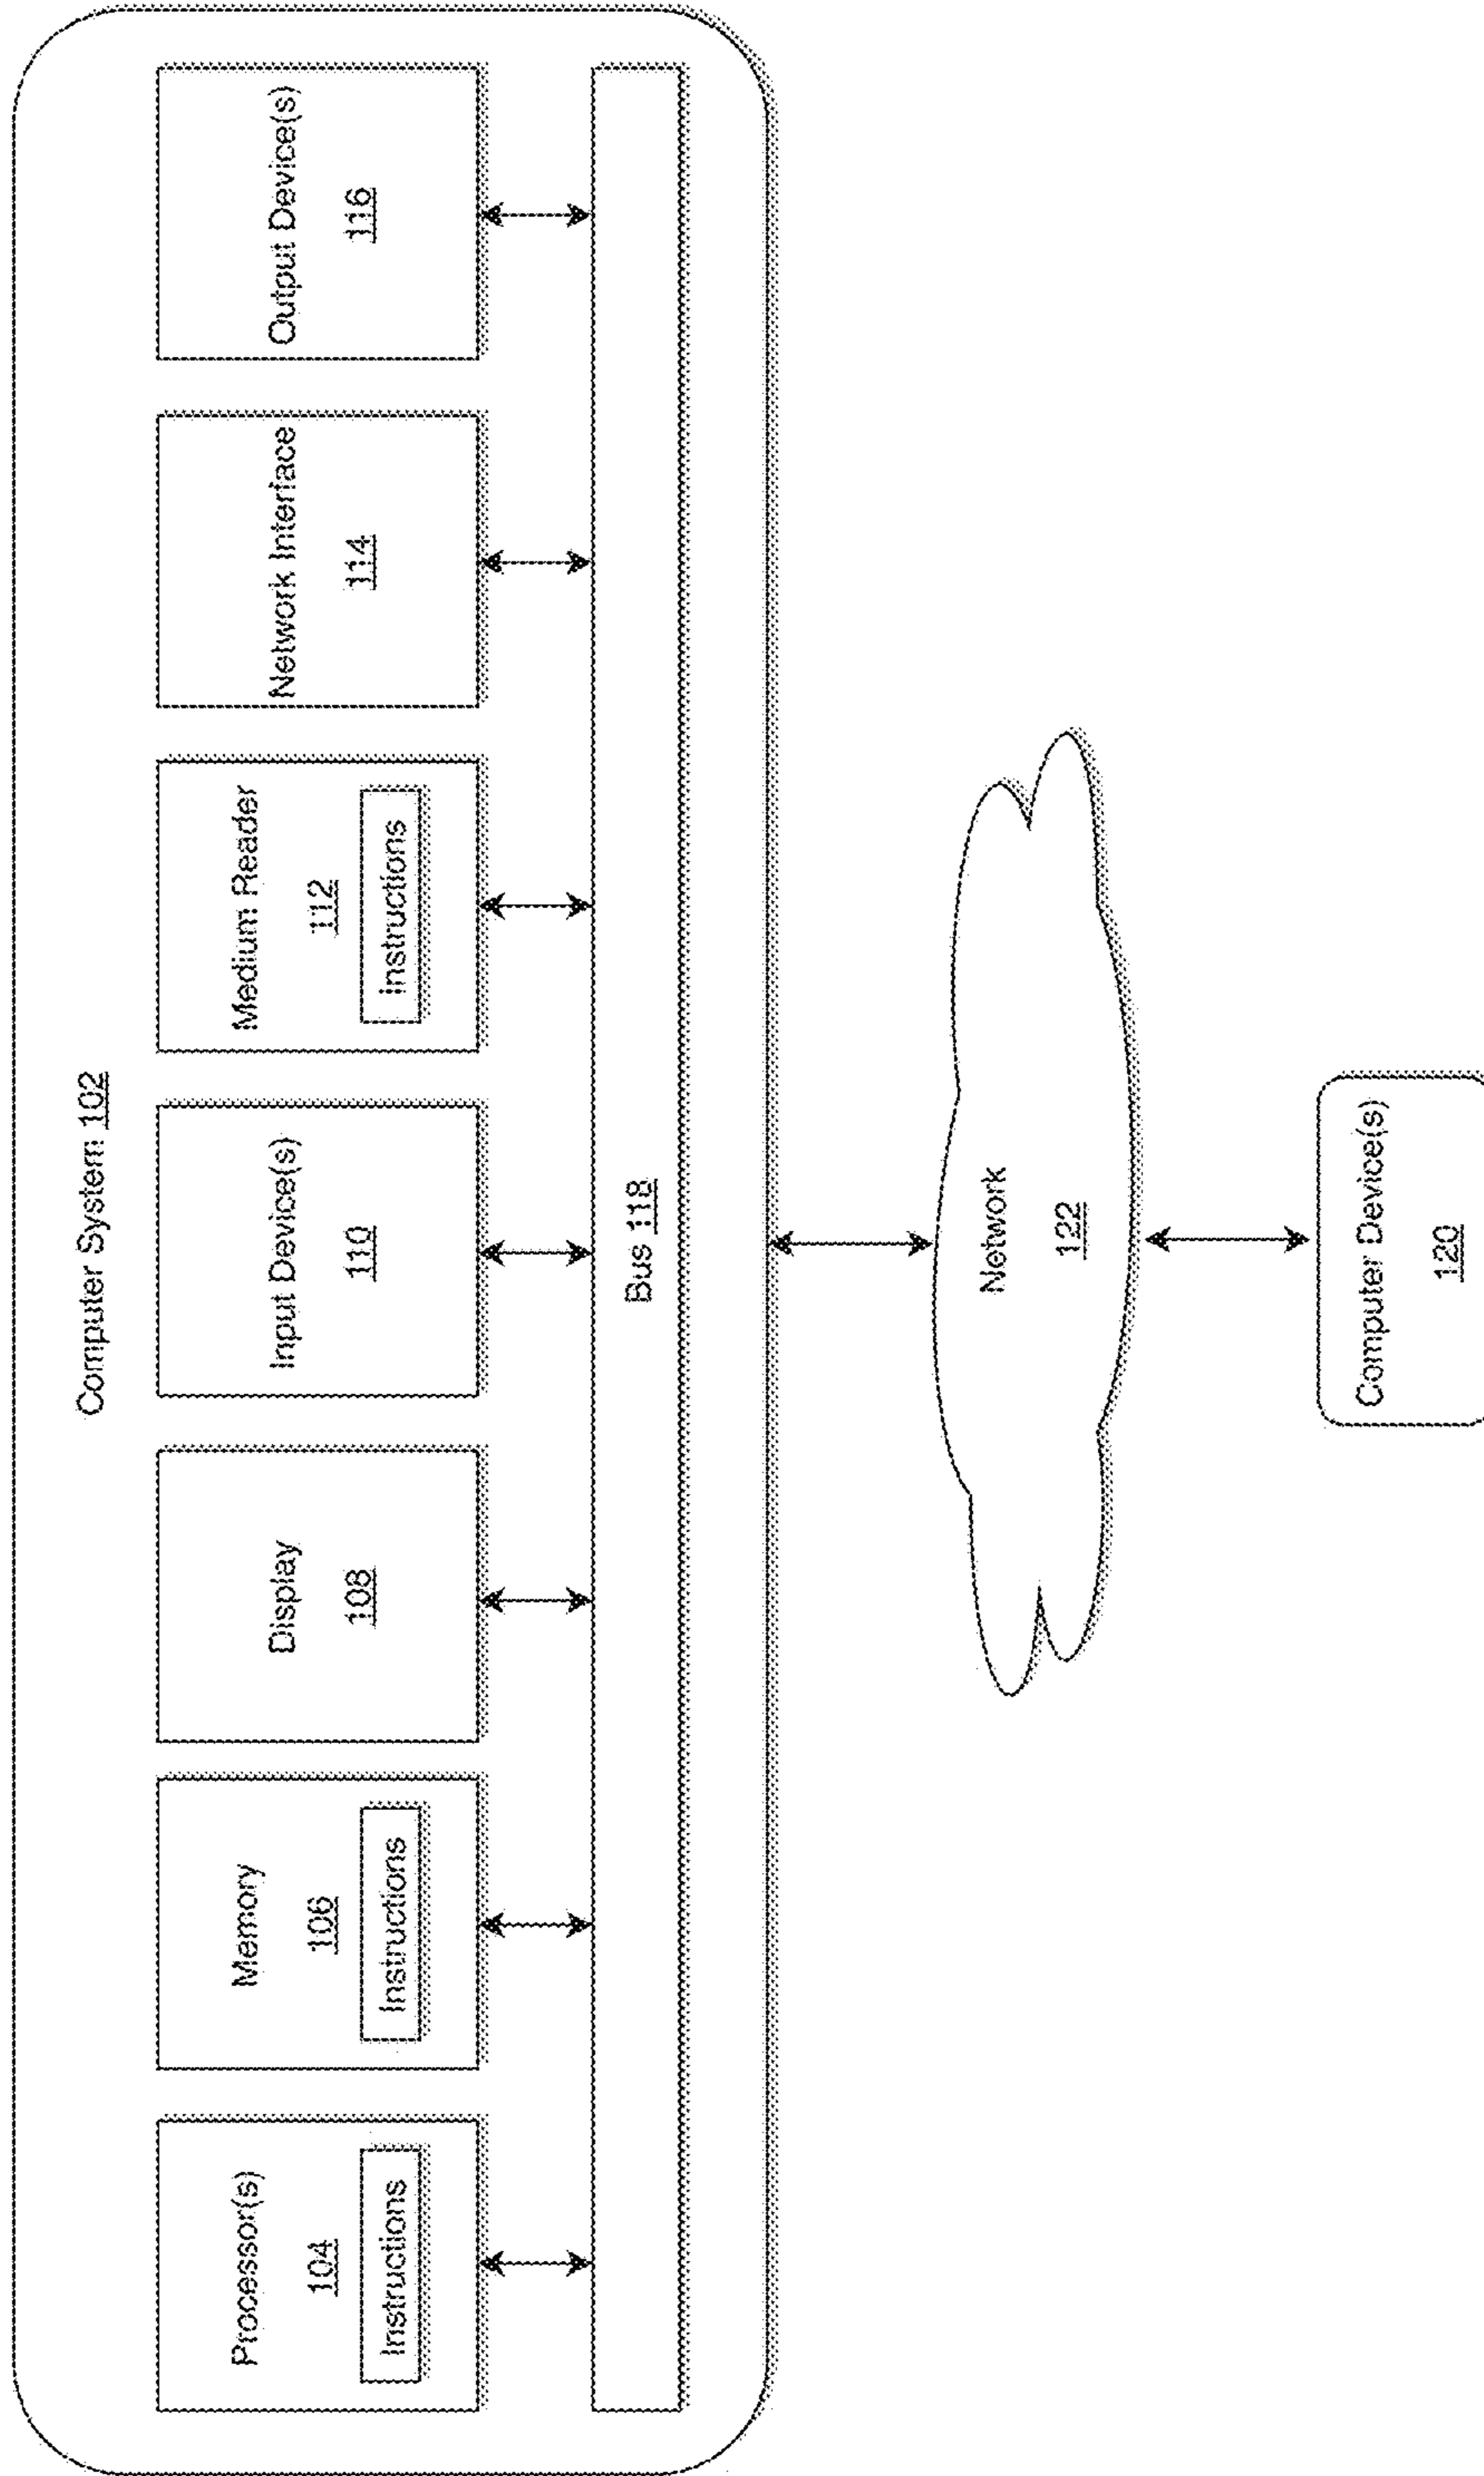 Computer System 102
Processor(s)
104
Instructions
Memory
106
Instructions
Display
108
Input Device(s)
110
Medium Reader
112
Instructions
Network Interface
114
Output Device(s)
116
Bus 118
Network
122
Computer Device(s)
120